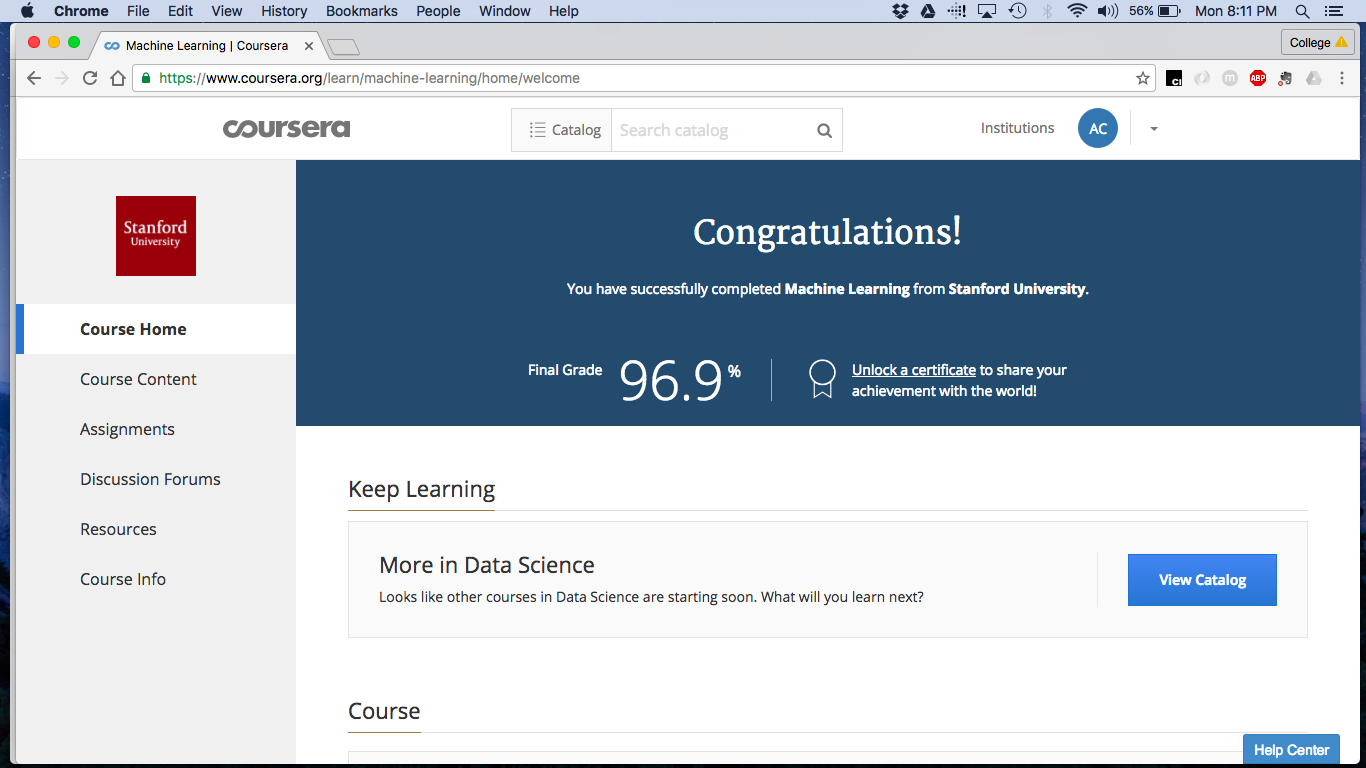 Chrome File Edit View History Bookmarks People Window Help 56% Mon 8:11 PM
Machine Learning | Coursera
College
https://www.coursera.org/learn/machine-learning/home/welcome
ABP
coursera
Catalog
Search catalog
Institutions
AC
Stanford
University
Course Home
Course Content
Assignments
Discussion Forums
Resources
Course Info
Congratulations!
You have successfully completed Machine Learning from Stanford University.
Final Grade 96.9 %
Unlock a certificate to share your
achievement with the world!
Keep Learning
More in Data Science
Looks like other courses in Data Science are starting soon. What will you learn next?
View Catalog
Course
Help Center